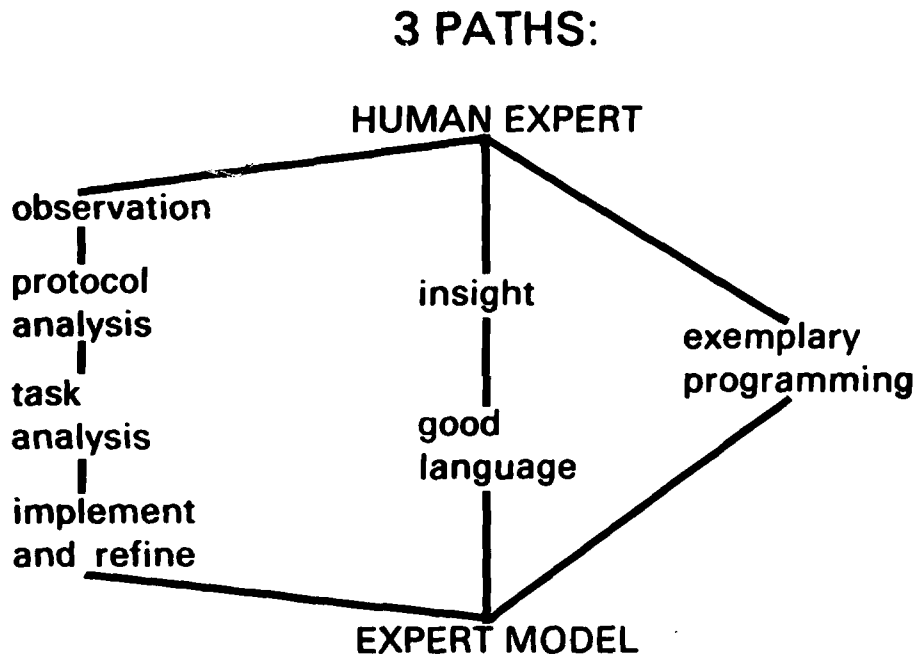 3 PATHS:
HUMAN EXPERT
observation
protocol
analysis
task
analysis
implement
and refine
insight
good
language
exemplary
programming
EXPERT MODEL